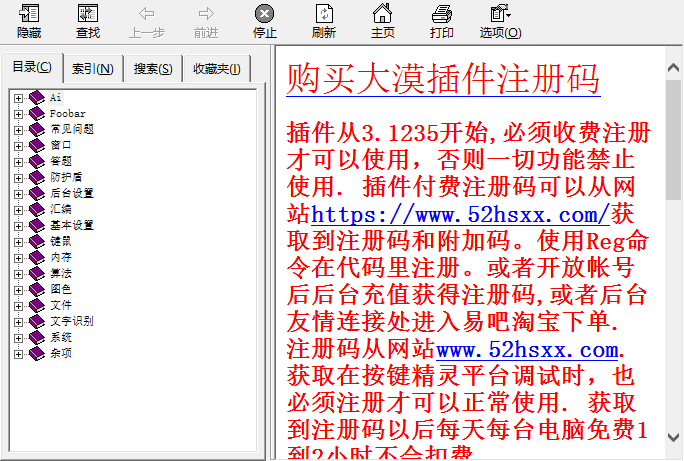 隐藏 查找 上一步 前进 停止 刷新 主页 打印 选项(O)
目录(C) 索引(N) 搜索(S) 收藏夹(I)
Ai
Foobar
常见问题
窗口
答题
防护盾
后台设置
汇编
基本设置
键鼠
内存
算法
图色
文件
文字识别
系统
杂项
购买大漠插件注册码
插件从3.1235开始,必须收费注册
才可以使用，否则一切功能禁止
使用. 插件付费注册码可以从网
站https://www.52hsxx.com/获
取到注册码和附加码。使用Reg命
令在代码里注册。或者开放帐号
后后台充值获得注册码,或者后台
友情连接处进入易吧淘宝下单.
注册码从网站www.52hsxx.com.
获取在按键精灵平台调试时，也
必须注册才可以正常使用. 获取
到注册码以后每天每台电脑免费1
到2小时不会扣费